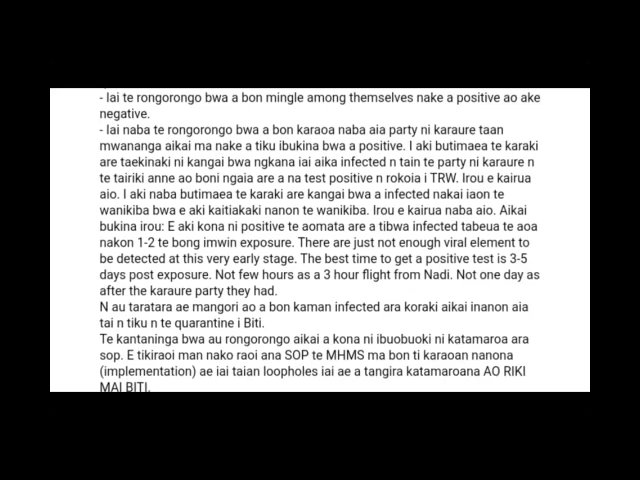 - Iai te rongorongo bwa a bon mingle among themselves nake a positive ao ake
negative.
- Iai naba te rongorongo bwa a bon karaoa naba aia party ni karaure taan
mwananga aikai ma nake a tiku ibukina bwa a positive. I aki butimaea te karaki
are taekinaki ni kangai bwa ngkana iai aika infected n tain te party ni karaure n
te tairiki anne ao boni ngaia are a na test positive n rokoia i TRW. Irou e kairua
aio. I aki naba butimaea te karaki are kangai bwa a infected nakai iaon te
wanikiba bwa e aki kaitiakaki nanon te wanikiba. Irou e kairua naba aio. Aikai
bukina irou: E aki kona ni positive te aomata are a tibwa infected tabeua te aoa
nakon 1-2 te bong imwin exposure. There are just not enough viral element to
be detected at this very early stage. The best time to get a positive test is 3-5
days post exposure. Not few hours as a 3 hour flight from Nadi. Not one day as
after the karaure party they had.
N au taratara ae mangori ao a bon kaman infected ara koraki aikai inanon aia
tai n tiku n te quarantine i Biti.
Te kantaninga bwa au rongorongo aikai a kona ni ibuobuoki ni katamaroa ara
sop. E tikiraoi man nako raoi ana SOP te MHMS ma bon ti karaoan nanona
(implementation) ae iai taian loopholes iai ae a tangira katamaroana AO RIKI
MAI BITI.